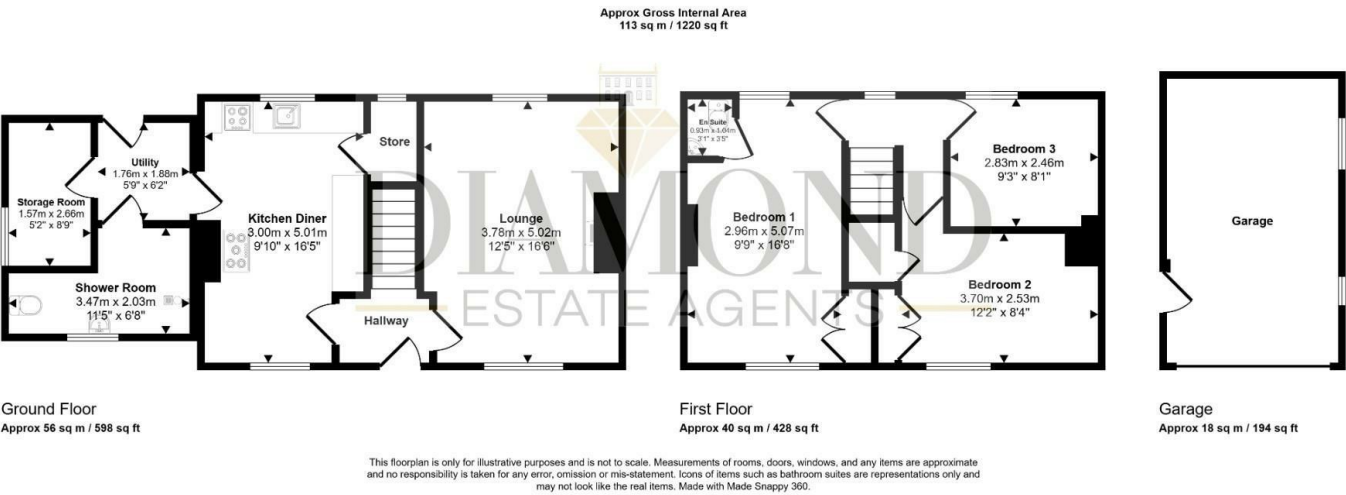 Approx Gross Internal Area
113 sq m / 1220 sq ft
Utility
1.76m x 1.88m
5'9" x 6'2"
Storage Room
1.57m x 2.66m
5'2" x 8'9"
Shower Room
3.47m x 2.03m
11'5" x 6'8"
Kitchen Diner
3.00m x 5.01m
9'10" x 16'5"
Store
Hallway
Lounge
3.78m x 5.02m
12'5" x 16'6"
En Suite
0.93m x 1.04m
3'1" x 3'5"
Bedroom 1
2.96m x 5.07m
9'9" x 16'8"
Bedroom 3
2.83m x 2.46m
9'3" x 8'1"
Bedroom 2
3.70m x 2.53m
12'2" x 8'4"
Garage
DIAMOND
ESTATE AGENTS
Ground Floor
Approx 56 sq m / 598 sq ft
First Floor
Approx 40 sq m / 428 sq ft
Garage
Approx 18 sq m / 194 sq ft
This floorplan is only for illustrative purposes and is not to scale. Measurements of rooms, doors, windows, and any items are approximate
and no responsibility is taken for any error, omission or mis-statement. Icons of items such as bathroom suites are representations only and
may not look like the real items. Made with Made Snappy 360.